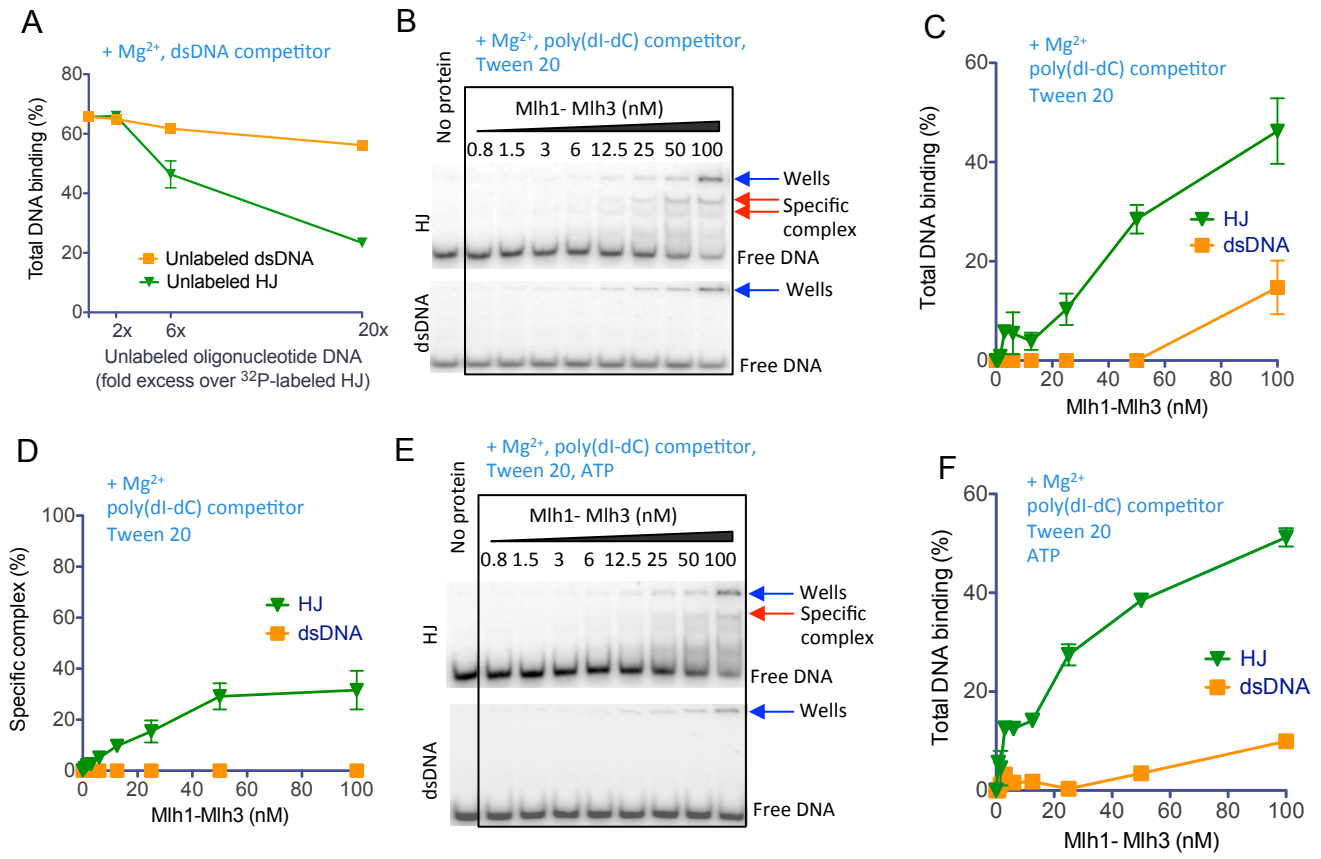 A
+ Mg²⁺, dsDNA competitor
Total DNA binding (%)
80
60
40
20
0
Unlabeled dsDNA
Unlabeled HJ
2x
6x
20x
Unlabeled oligonucleotide DNA
(fold excess over ³²P-labeled HJ)
B
+ Mg²⁺, poly(dI-dC) competitor,
Tween 20
No protein
Mlh1- Mlh3 (nM)
0.8 1.5 3 6 12.5 25 50 100
HJ
Wells
Specific
complex
Free DNA
dsDNA
Wells
Free DNA
C
+ Mg²⁺
poly(dI-dC) competitor
Tween 20
Total DNA binding (%)
60
40
20
0
HJ
dsDNA
0 20 40 60 80 100
Mlh1-Mlh3 (nM)
D
+ Mg²⁺
poly(dI-dC) competitor
Tween 20
Specific complex (%)
100
80
60
40
20
0
HJ
dsDNA
0 20 40 60 80 100
Mlh1-Mlh3 (nM)
E
+ Mg²⁺, poly(dI-dC) competitor,
Tween 20, ATP
No protein
Mlh1- Mlh3 (nM)
0.8 1.5 3 6 12.5 25 50 100
HJ
Wells
Specific
complex
Free DNA
dsDNA
Wells
Free DNA
F
+ Mg²⁺
poly(dI-dC) competitor
Tween 20
ATP
Total DNA binding (%)
60
40
20
0
HJ
dsDNA
0 20 40 60 80 100
Mlh1- Mlh3 (nM)